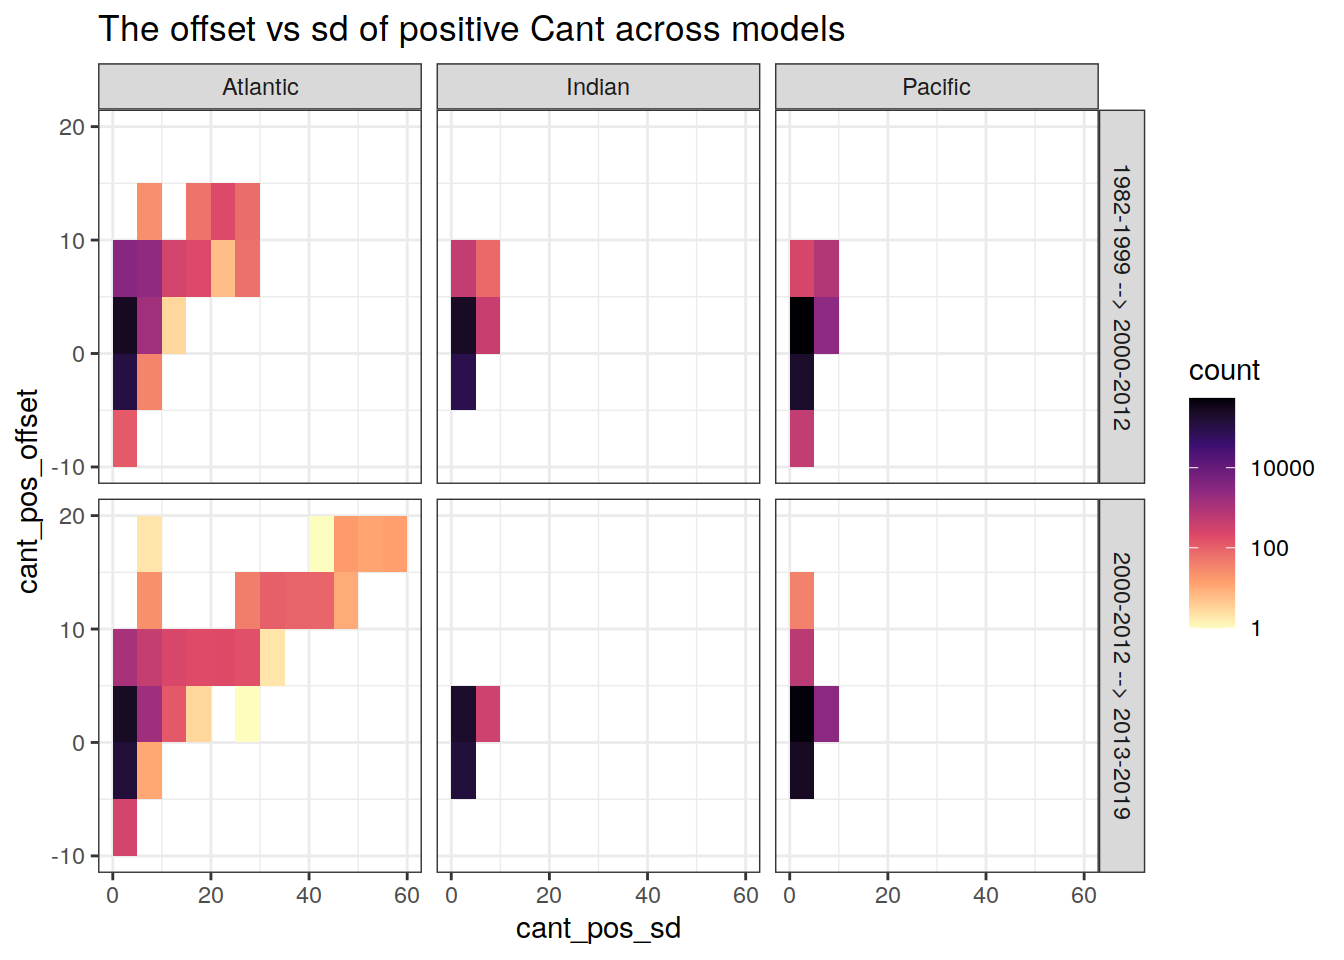 The offset vs sd of positive Cant across models
Atlantic
Indian
Pacific
20
10
0
-10
1982-1999 --> 2000-2012
20
10
0
-10
2000-2012 --> 2013-2019
0 20 40 60
0 20 40 60
0 20 40 60
cant_pos_sd
cant_pos_offset
count
10000
100
1